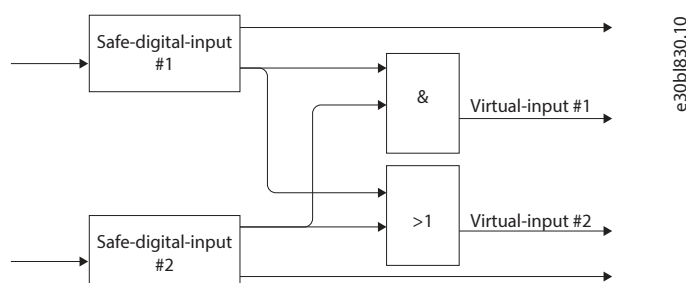 Safe-digital-input
#1
&
Virtual-input #1
>1
Virtual-input #2
Safe-digital-input
#2
e30bl830.10